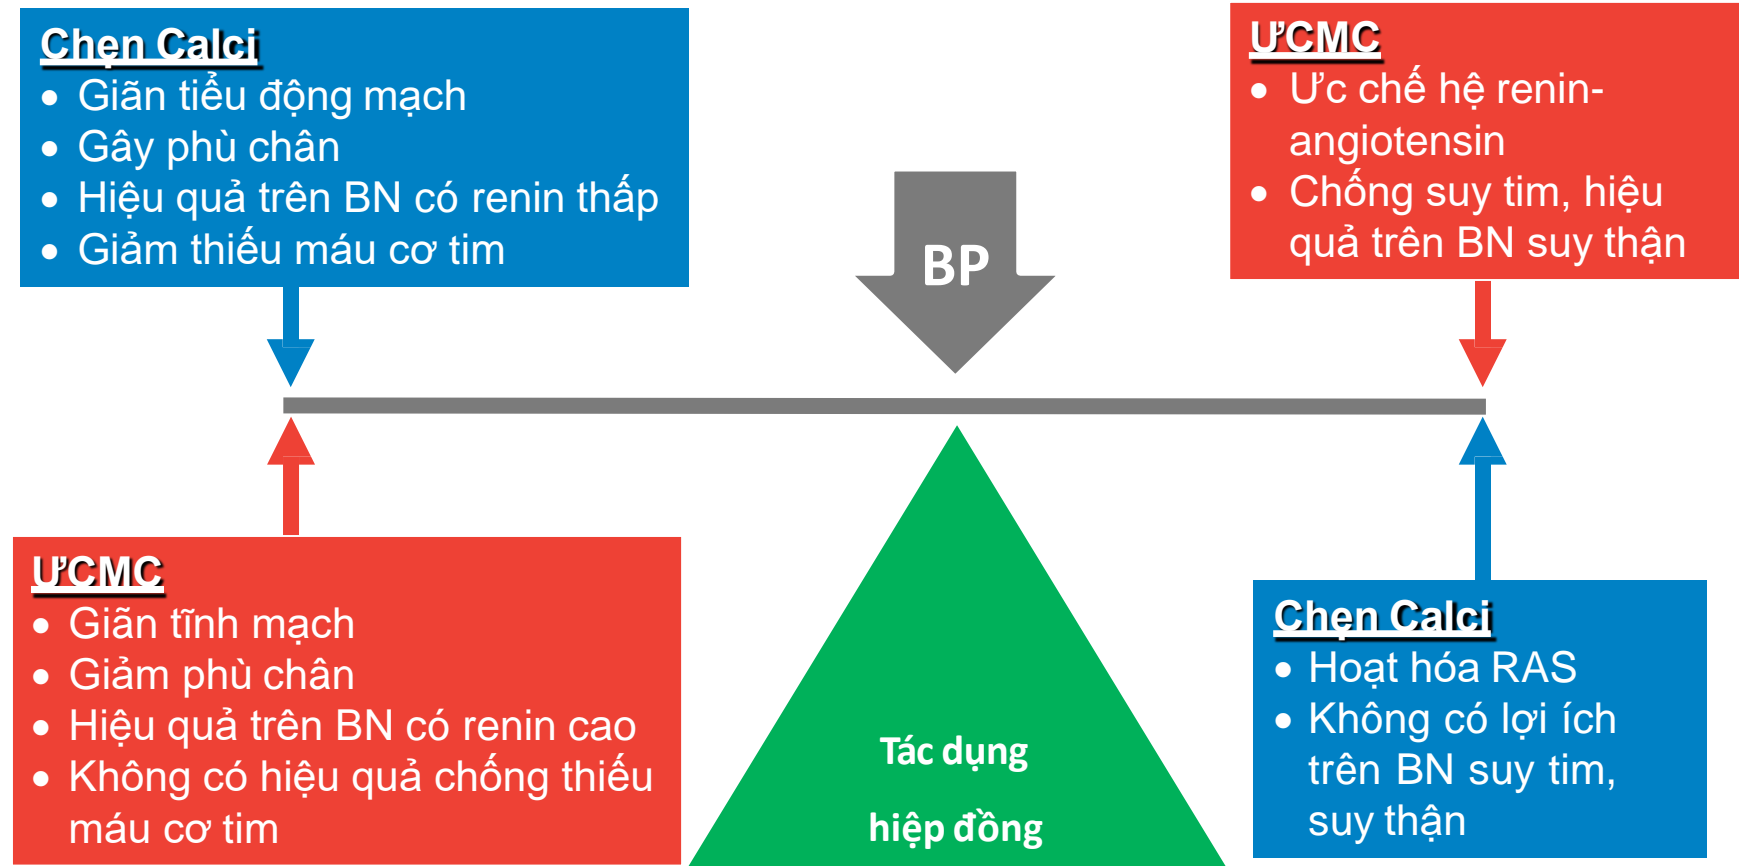 Chẹn Calci
• Giãn tiểu động mạch
• Gây phù chân
• Hiệu quả trên BN có renin thấp
• Giảm thiếu máu cơ tim
ƯCMC
• Ưc chế hệ renin-
angiotensin
• Chống suy tim, hiệu
quả trên BN suy thận
BP
ƯCMC
• Giãn tĩnh mạch
• Giảm phù chân
• Hiệu quả trên BN có renin cao
• Không có hiệu quả chống thiếu
máu cơ tim
Tác dụng
hiệp đồng
Chẹn Calci
• Hoạt hóa RAS
• Không có lợi ích
trên BN suy tim,
suy thận